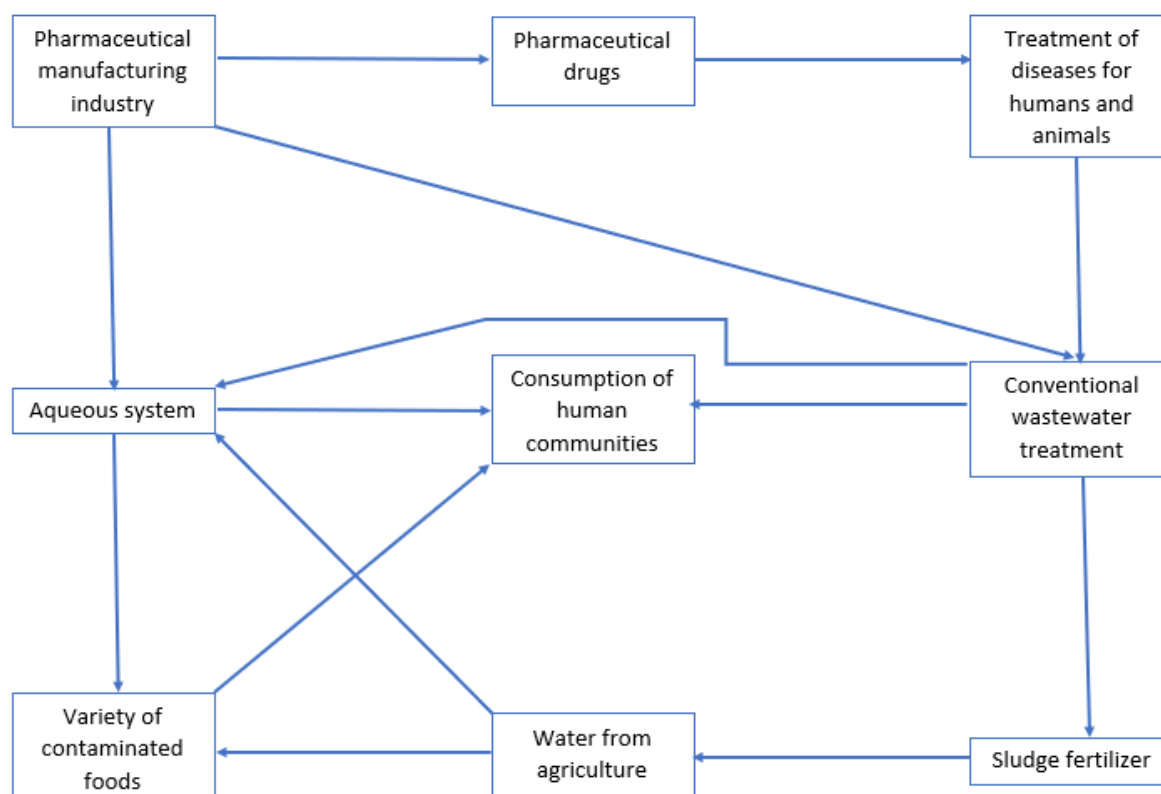 Pharmaceutical
manufacturing
industry
Pharmaceutical
drugs
Treatment of
diseases for
humans and
animals
Aqueous system
Consumption of
human
communities
Conventional
wastewater
treatment
Variety of
contaminated
foods
Water from
agriculture
Sludge fertilizer